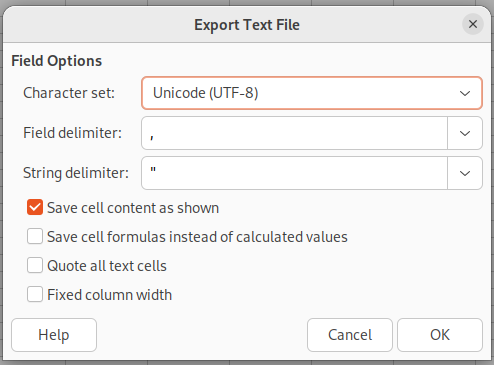 Export Text File
Field Options
Character set: Unicode (UTF-8)
Field delimiter: ,
String delimiter: "
Save cell content as shown
Save cell formulas instead of calculated values
Quote all text cells
Fixed column width
Help Cancel OK